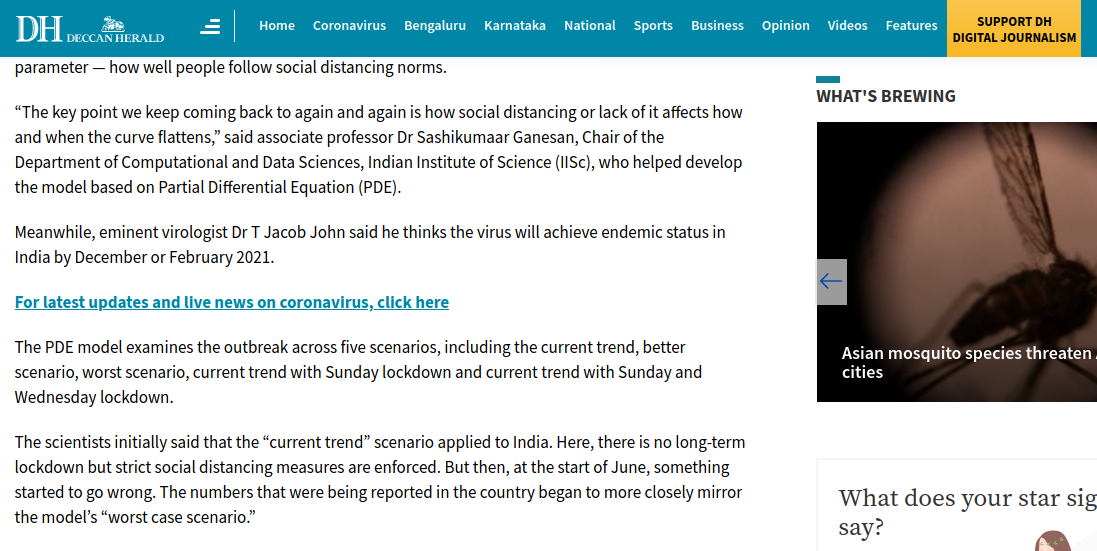 DH DECCAN HERALD
Home Coronavirus Bengaluru Karnataka National Sports Business Opinion Videos Features
SUPPORT DH
DIGITAL JOURNALISM
parameter — how well people follow social distancing norms.
“The key point we keep coming back to again and again is how social distancing or lack of it affects how
and when the curve flattens,” said associate professor Dr Sashikumaar Ganesan, Chair of the
Department of Computational and Data Sciences, Indian Institute of Science (IISc), who helped develop
the model based on Partial Differential Equation (PDE).
Meanwhile, eminent virologist Dr T Jacob John said he thinks the virus will achieve endemic status in
India by December or February 2021.
For latest updates and live news on coronavirus, click here
The PDE model examines the outbreak across five scenarios, including the current trend, better
scenario, worst scenario, current trend with Sunday lockdown and current trend with Sunday and
Wednesday lockdown.
The scientists initially said that the “current trend” scenario applied to India. Here, there is no long-term
lockdown but strict social distancing measures are enforced. But then, at the start of June, something
started to go wrong. The numbers that were being reported in the country began to more closely mirror
the model’s “worst case scenario.”
WHAT'S BREWING
Asian mosquito species threaten
cities
What does your star sig
say?